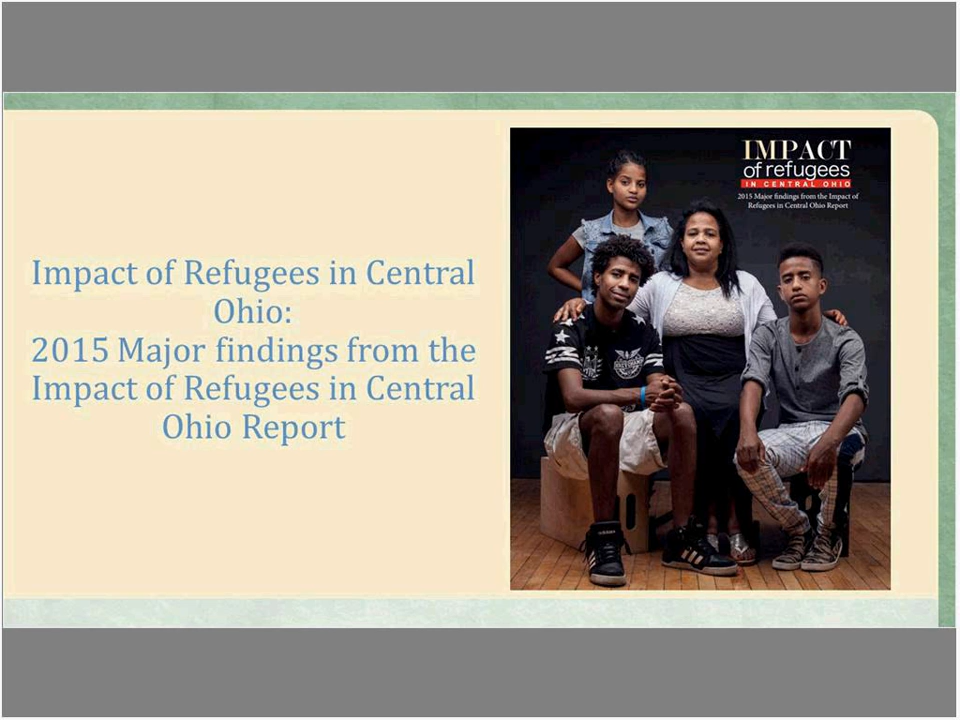 Impact of Refugees in Central
Ohio:
2015 Major findings from the
Impact of Refugees in Central
Ohio Report
IMPACT
of refugees
IN CENTRAL OHIO
2015 Major findings from the Impact of
Refugees in Central Ohio Report